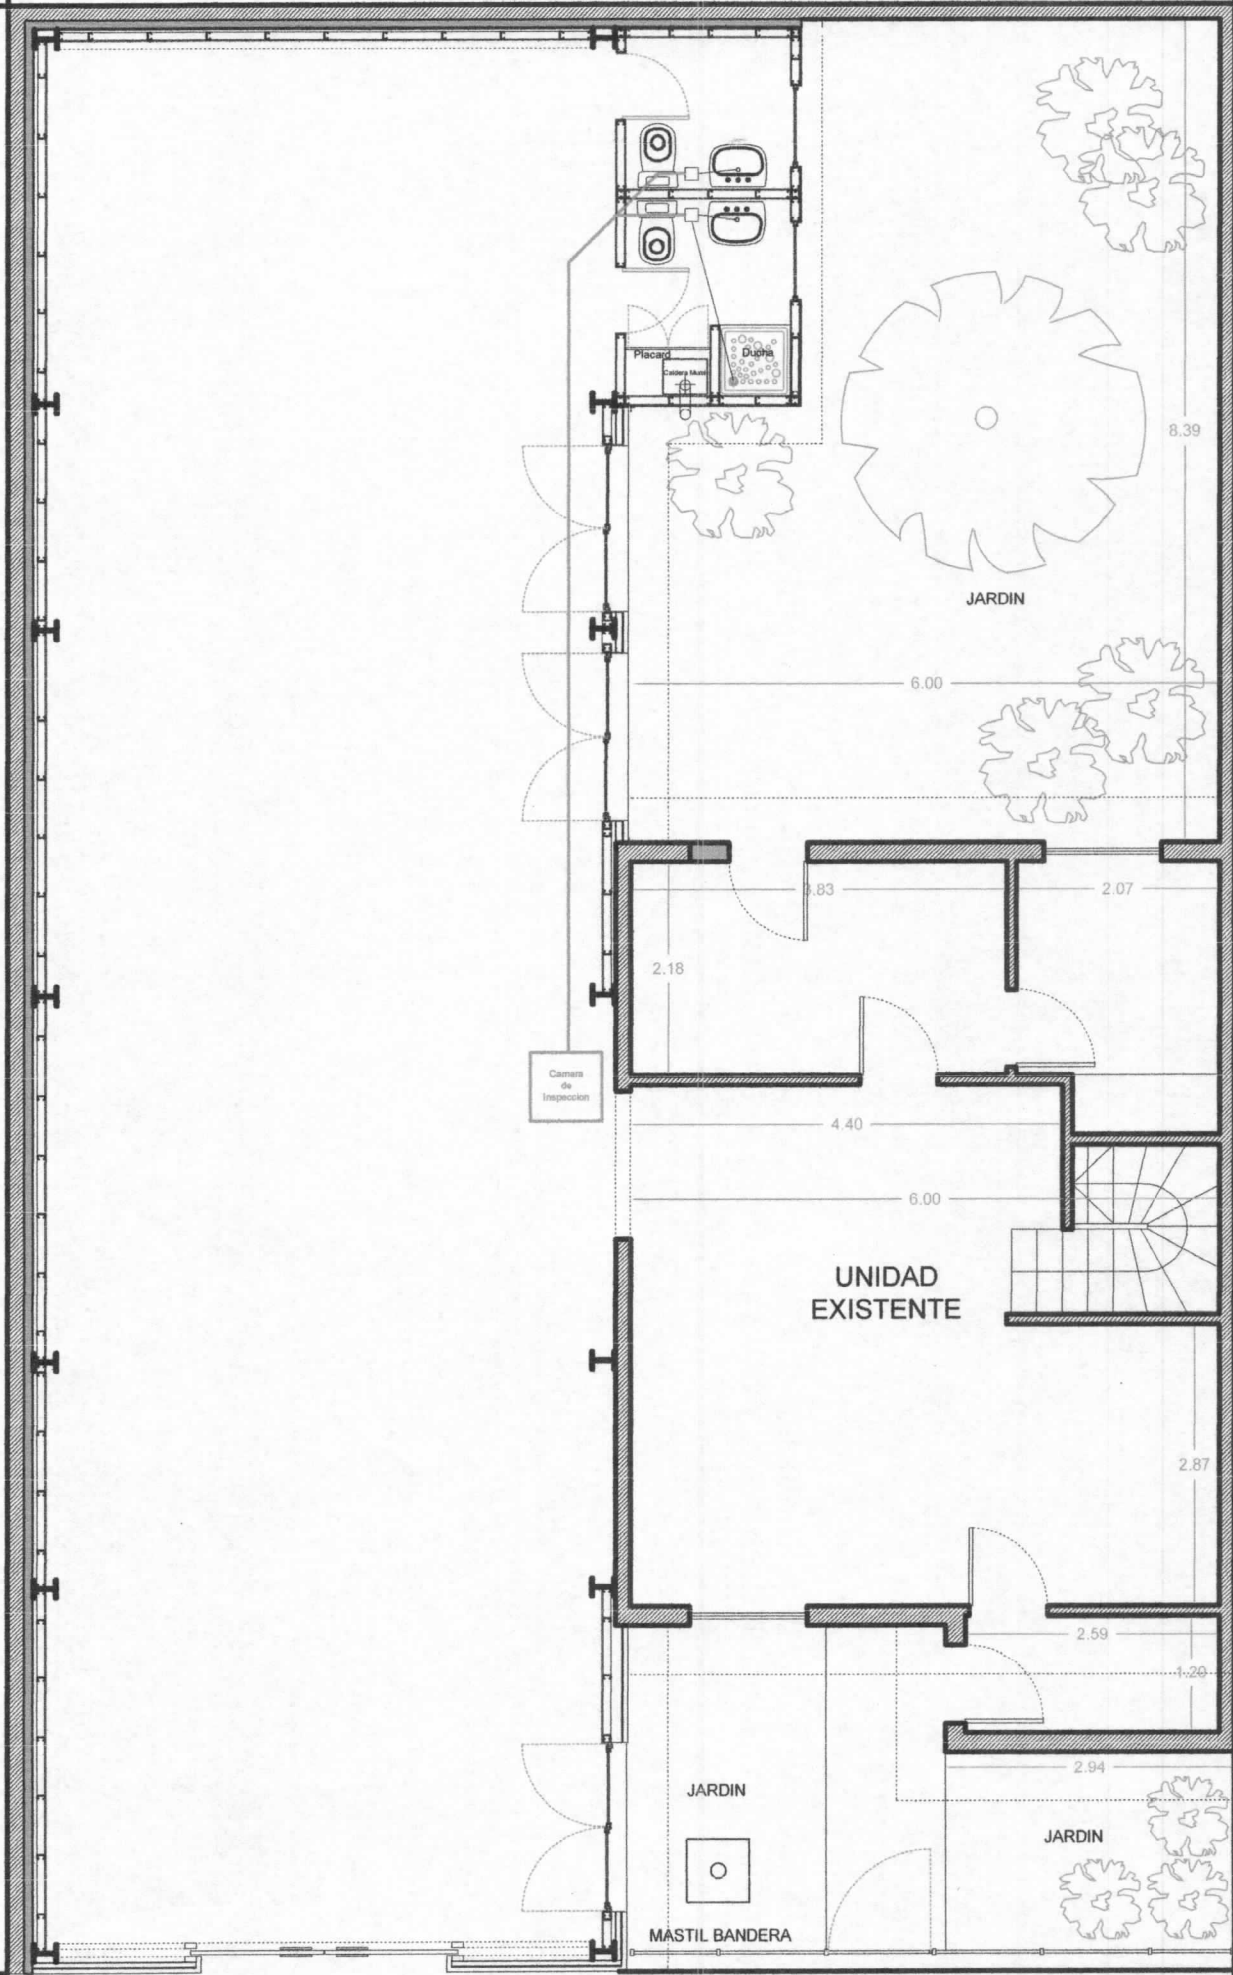 Placard
Ducha
Caldera Mural
8.39
JARDIN
6.00
3.83
2.07
2.18
Camara
de
Inspeccion
4.40
6.00
UNIDAD
EXISTENTE
2.87
2.59
1.20
2.94
JARDIN
JARDIN
MASTIL BANDERA